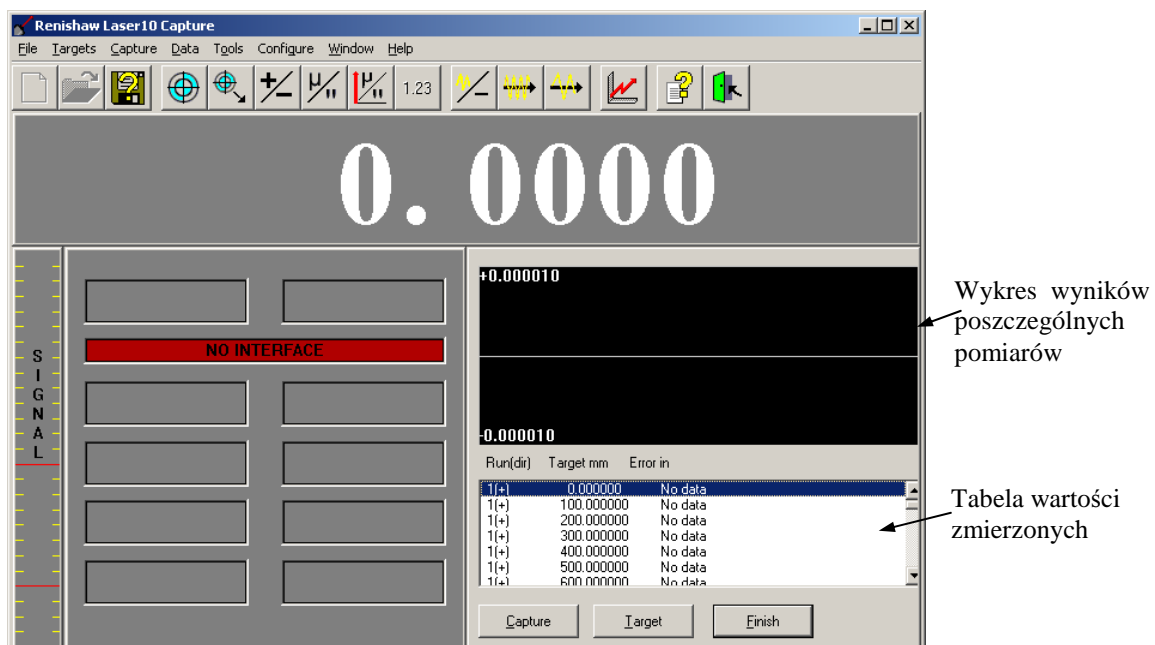 Renishaw Laser10 Capture
File Targets Capture Data Tools Configure Window Help
1.23
0.0000
SIGNAL
NO INTERFACE
+0.000010
-0.000010
Run(dir) Target mm Error in
1(+) 0.000000 No data
1(+) 100.000000 No data
1(+) 200.000000 No data
1(+) 300.000000 No data
1(+) 400.000000 No data
1(+) 500.000000 No data
1(+) 600.000000 No data
Capture Target Finish
Wykres wyników
poszczególnych
pomiarów
Tabela wartości
zmierzonych